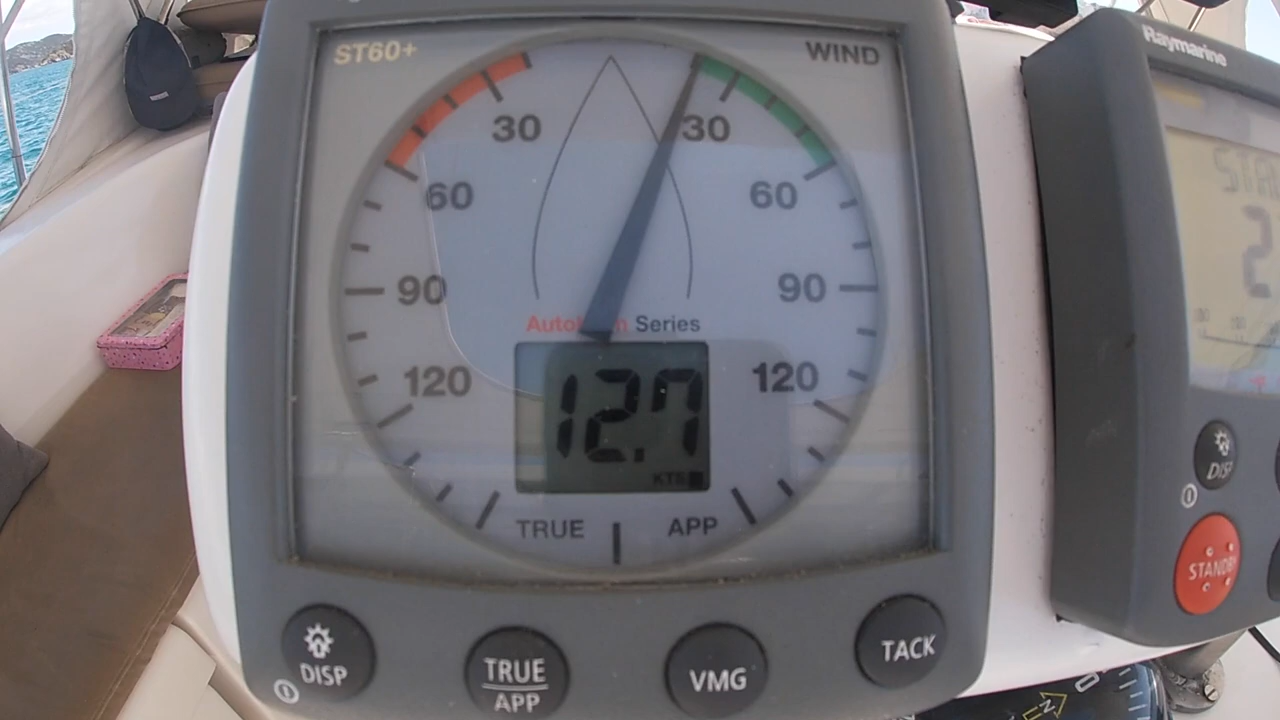 ST60+ WIND
Raymarine
30 30
60 60
90 90
Series
120 120
12.7
KTS
TRUE APP
DISP
TRUE
APP
VMG
TACK
DISP
STANDBY
N